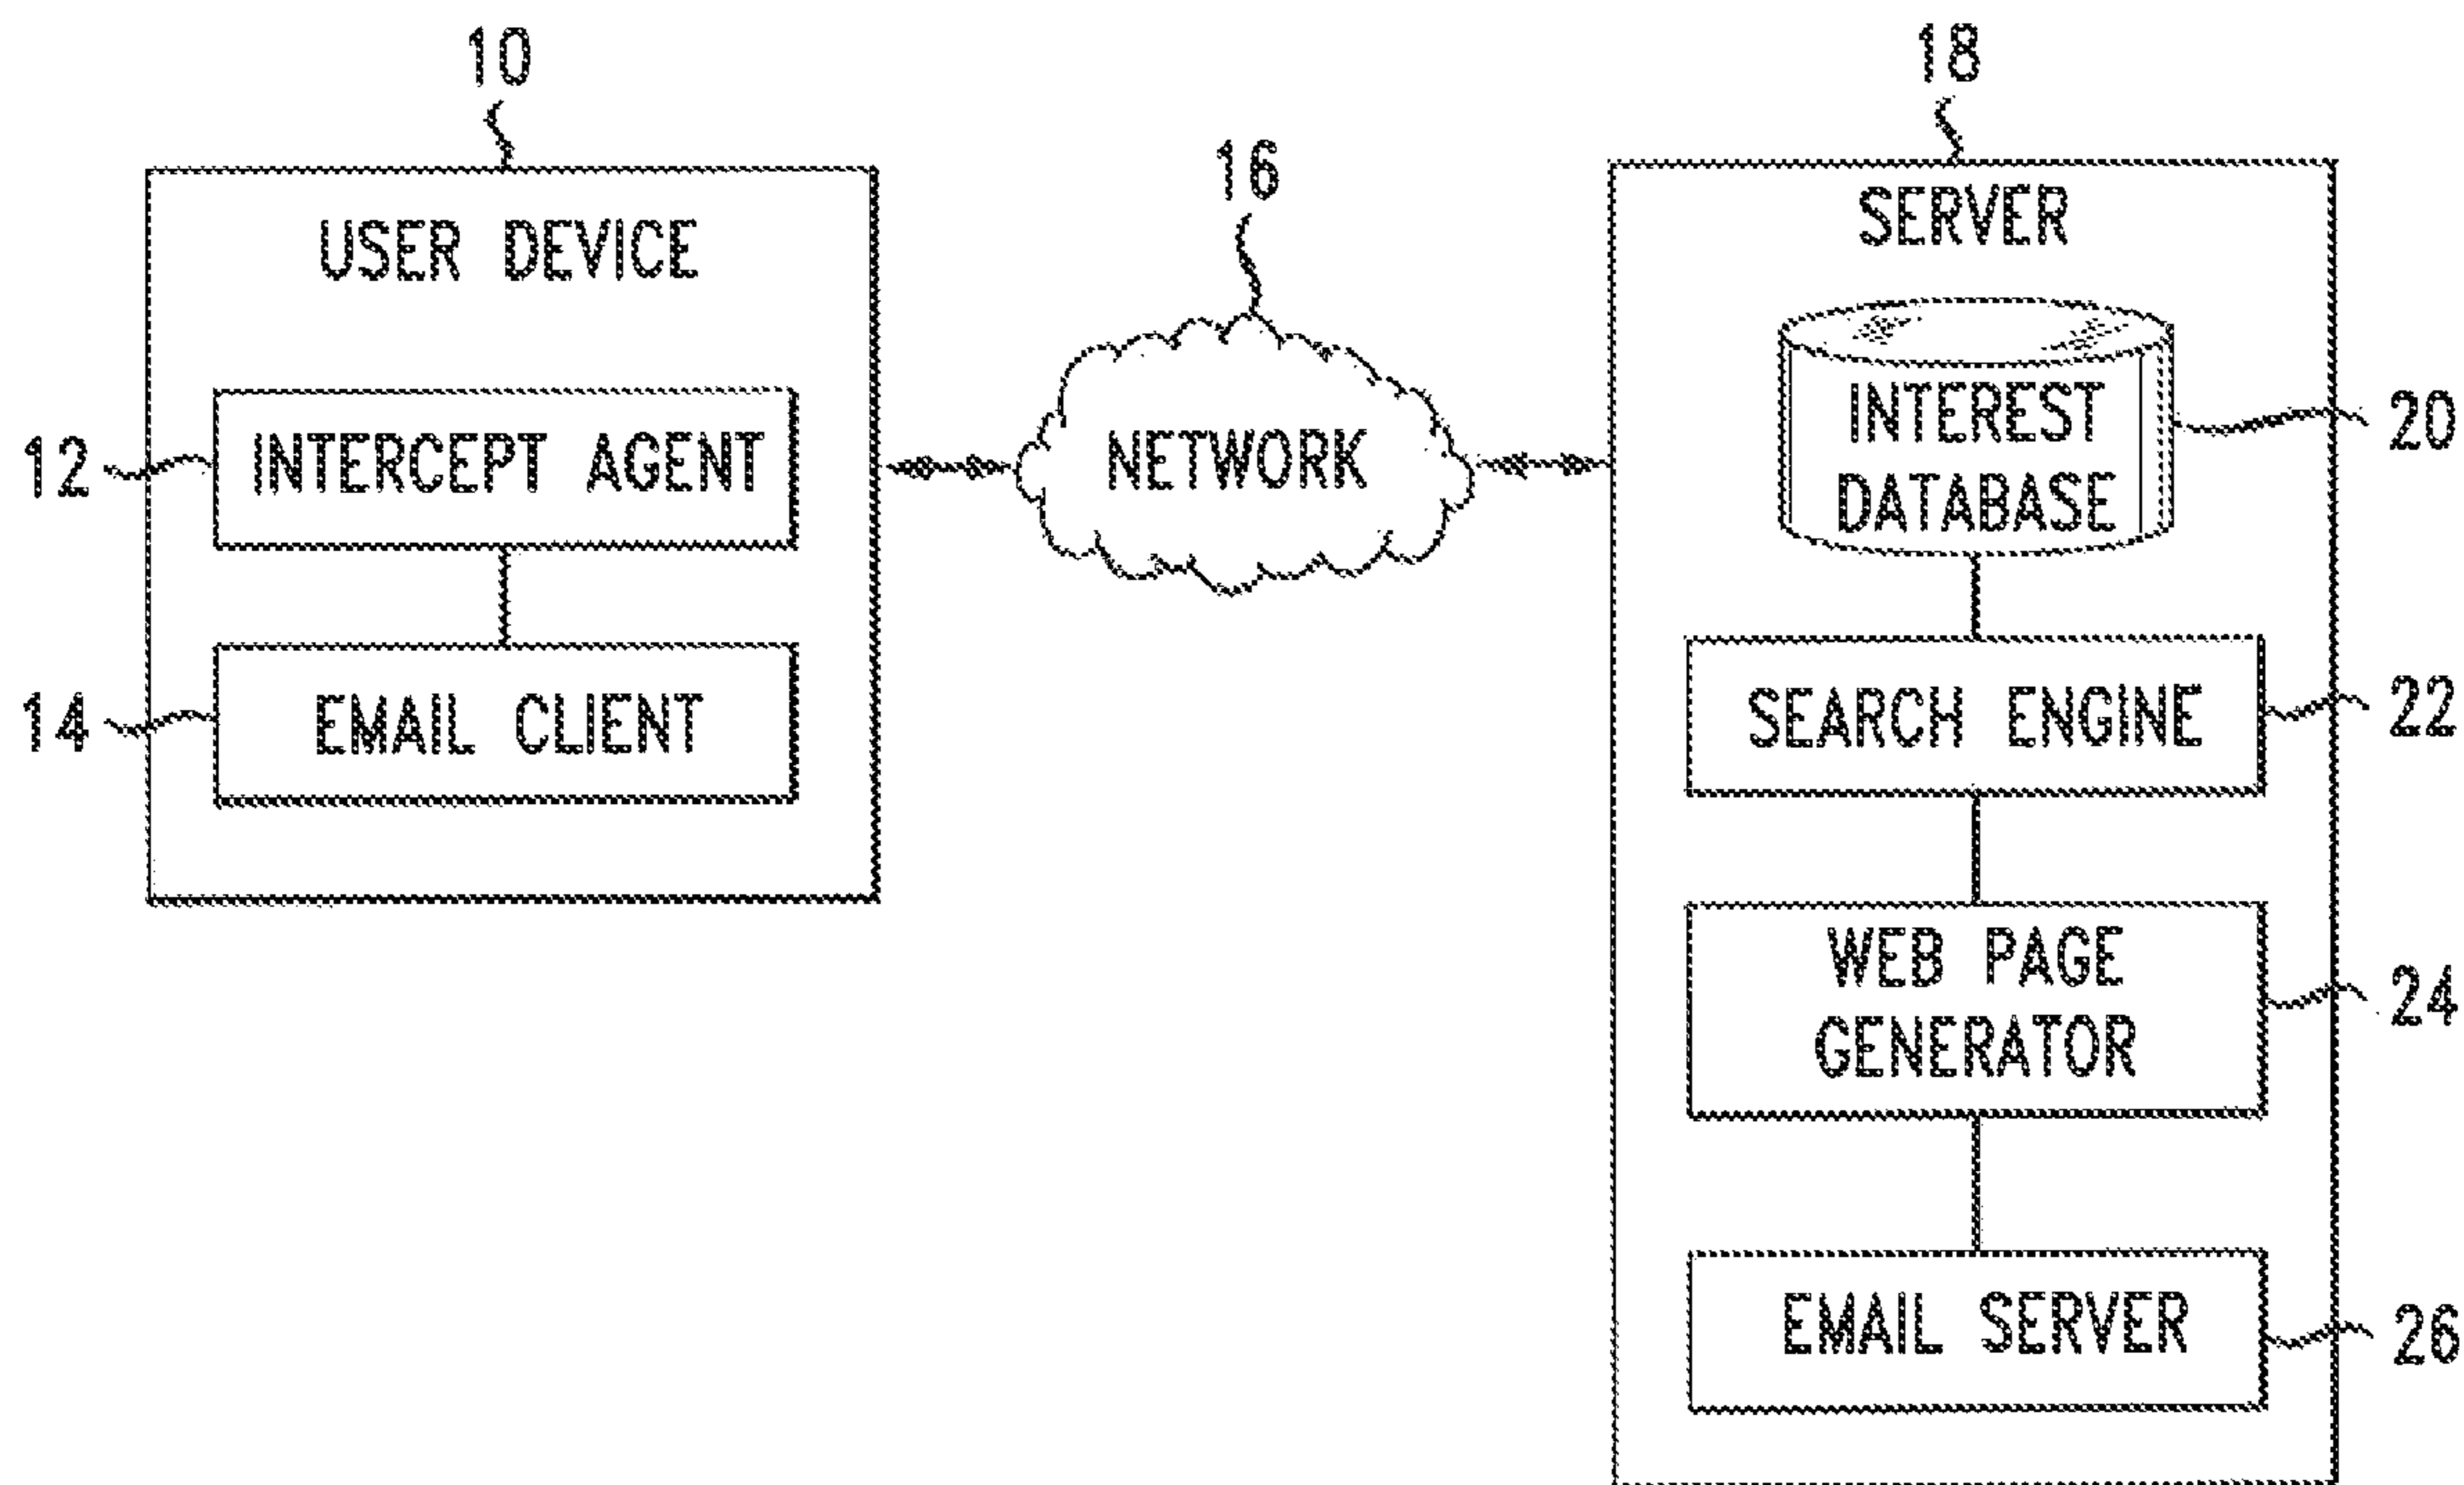 10
18
16
USER DEVICE
SERVER
12
INTERCEPT AGENT
NETWORK
INTEREST
DATABASE
20
14
EMAIL CLIENT
SEARCH ENGINE
22
WEB PAGE
GENERATOR
24
EMAIL SERVER
26